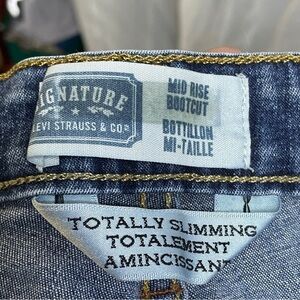 SIGNATURE
LEVI STRAUSS & CO.
MID RISE
BOOTCUT
BOTTILLON
MI-TAILLE
TOTALLY SLIMMING
TOTALEMENT
AMINCISSANT